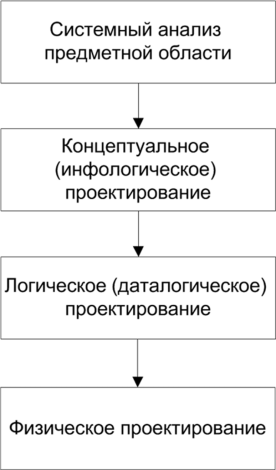 Системный анализ
предметной области
Концептуальное
(инфологическое)
проектирование
Логическое (даталогическое)
проектирование
Физическое проектирование